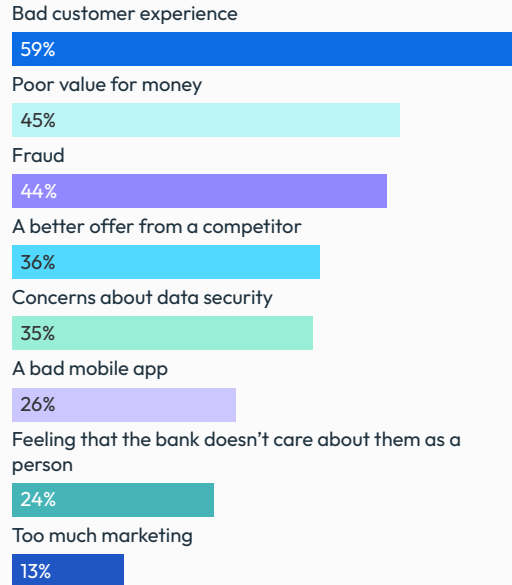 Bad customer experience
59%
Poor value for money
45%
Fraud
44%
A better offer from a competitor
36%
Concerns about data security
35%
A bad mobile app
26%
Feeling that the bank doesn’t care about them as a
person
24%
Too much marketing
13%